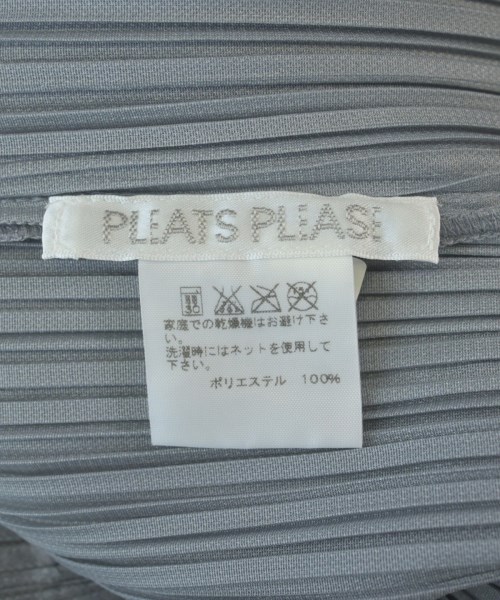 PLEATS PLEASE
30
家庭での乾燥機はお避け下さ
い。
洗濯時にはネットを使用して
下さい。
ポリエステル 100%